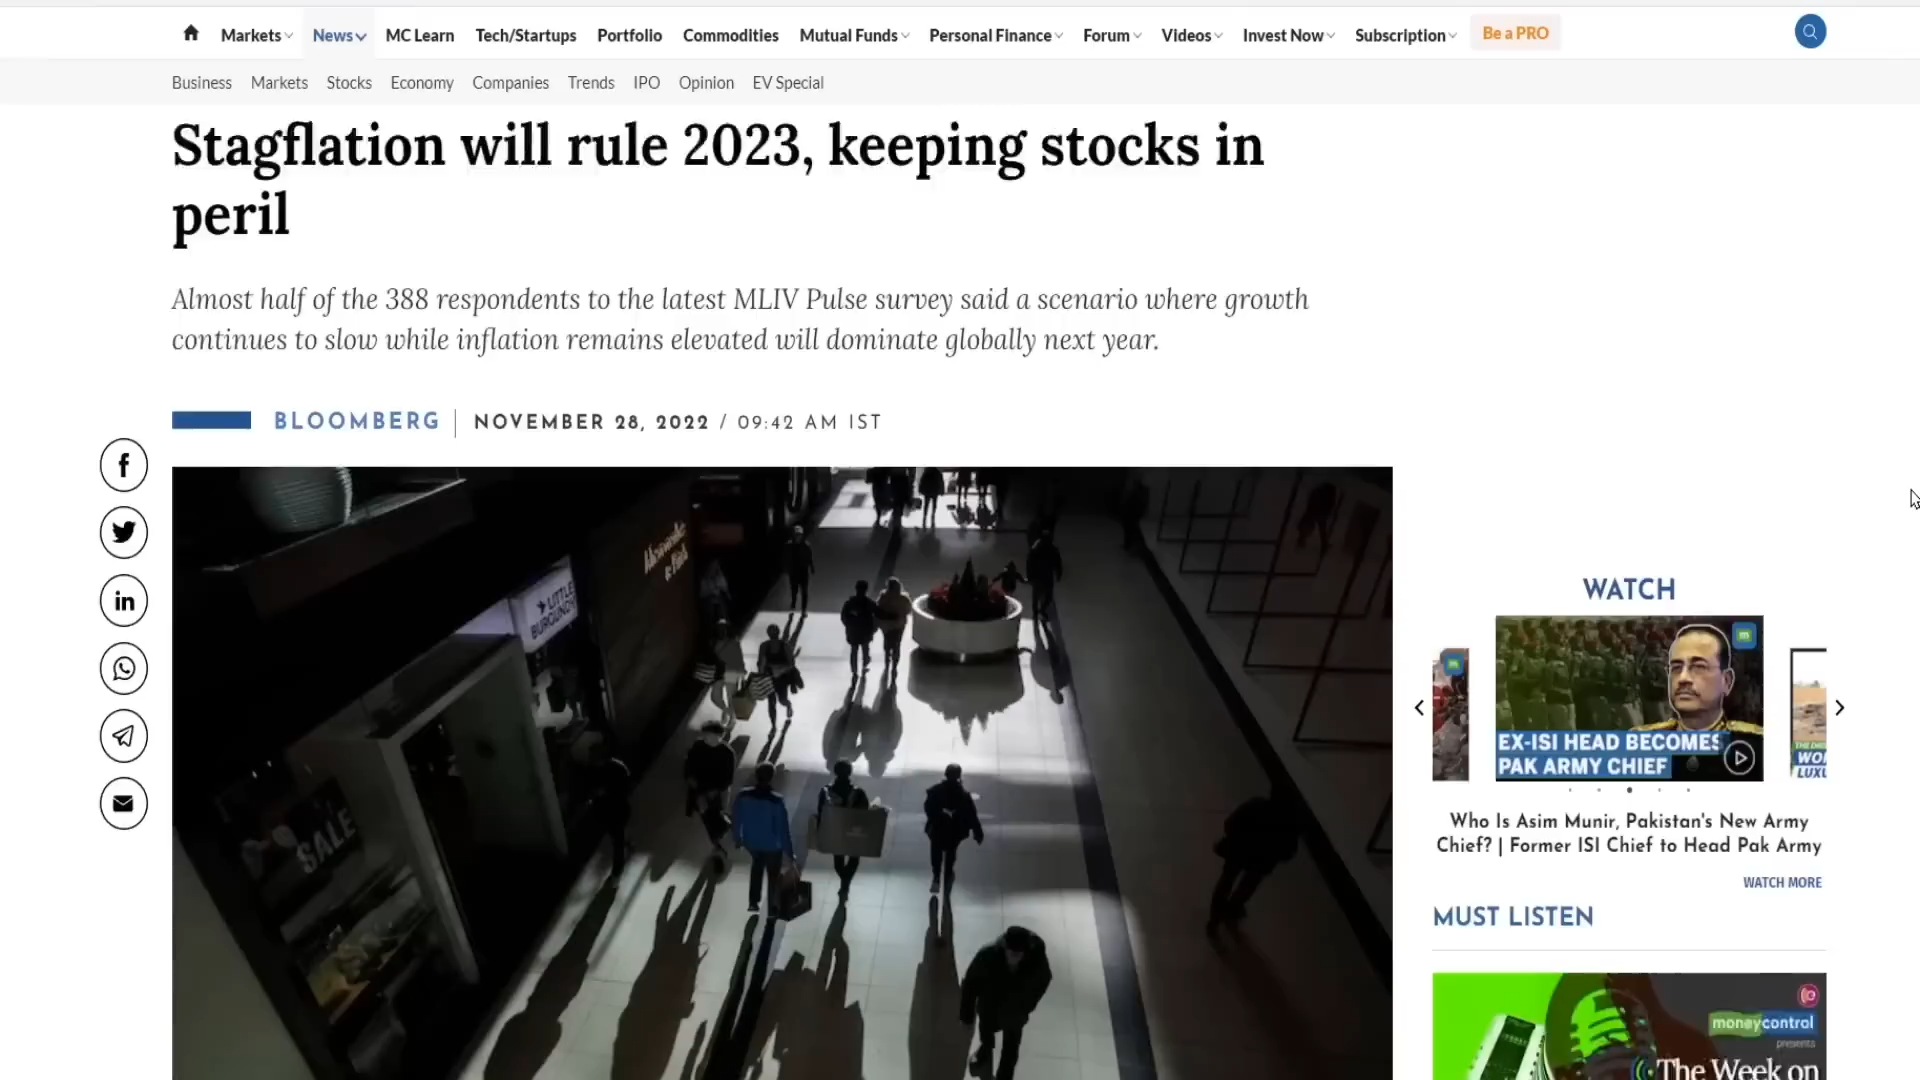 Markets News MC Learn Tech/Startups Portfolio Commodities Mutual Funds Personal Finance Forum Videos Invest Now Subscription Be a PRO
Business Markets Stocks Economy Companies Trends IPO Opinion EV Special
Stagflation will rule 2023, keeping stocks in
peril
Almost half of the 388 respondents to the latest MLIV Pulse survey said a scenario where growth
continues to slow while inflation remains elevated will dominate globally next year.
BLOOMBERG NOVEMBER 28, 2022 / 09:42 AM IST
LITTLE
BURGUNDY
SALE
WATCH
EX-ISI HEAD BECOMES
PAK ARMY CHIEF
Who Is Asim Munir, Pakistan's New Army
Chief? | Former ISI Chief to Head Pak Army
WATCH MORE
MUST LISTEN
moneycontrol
presents
The Week on